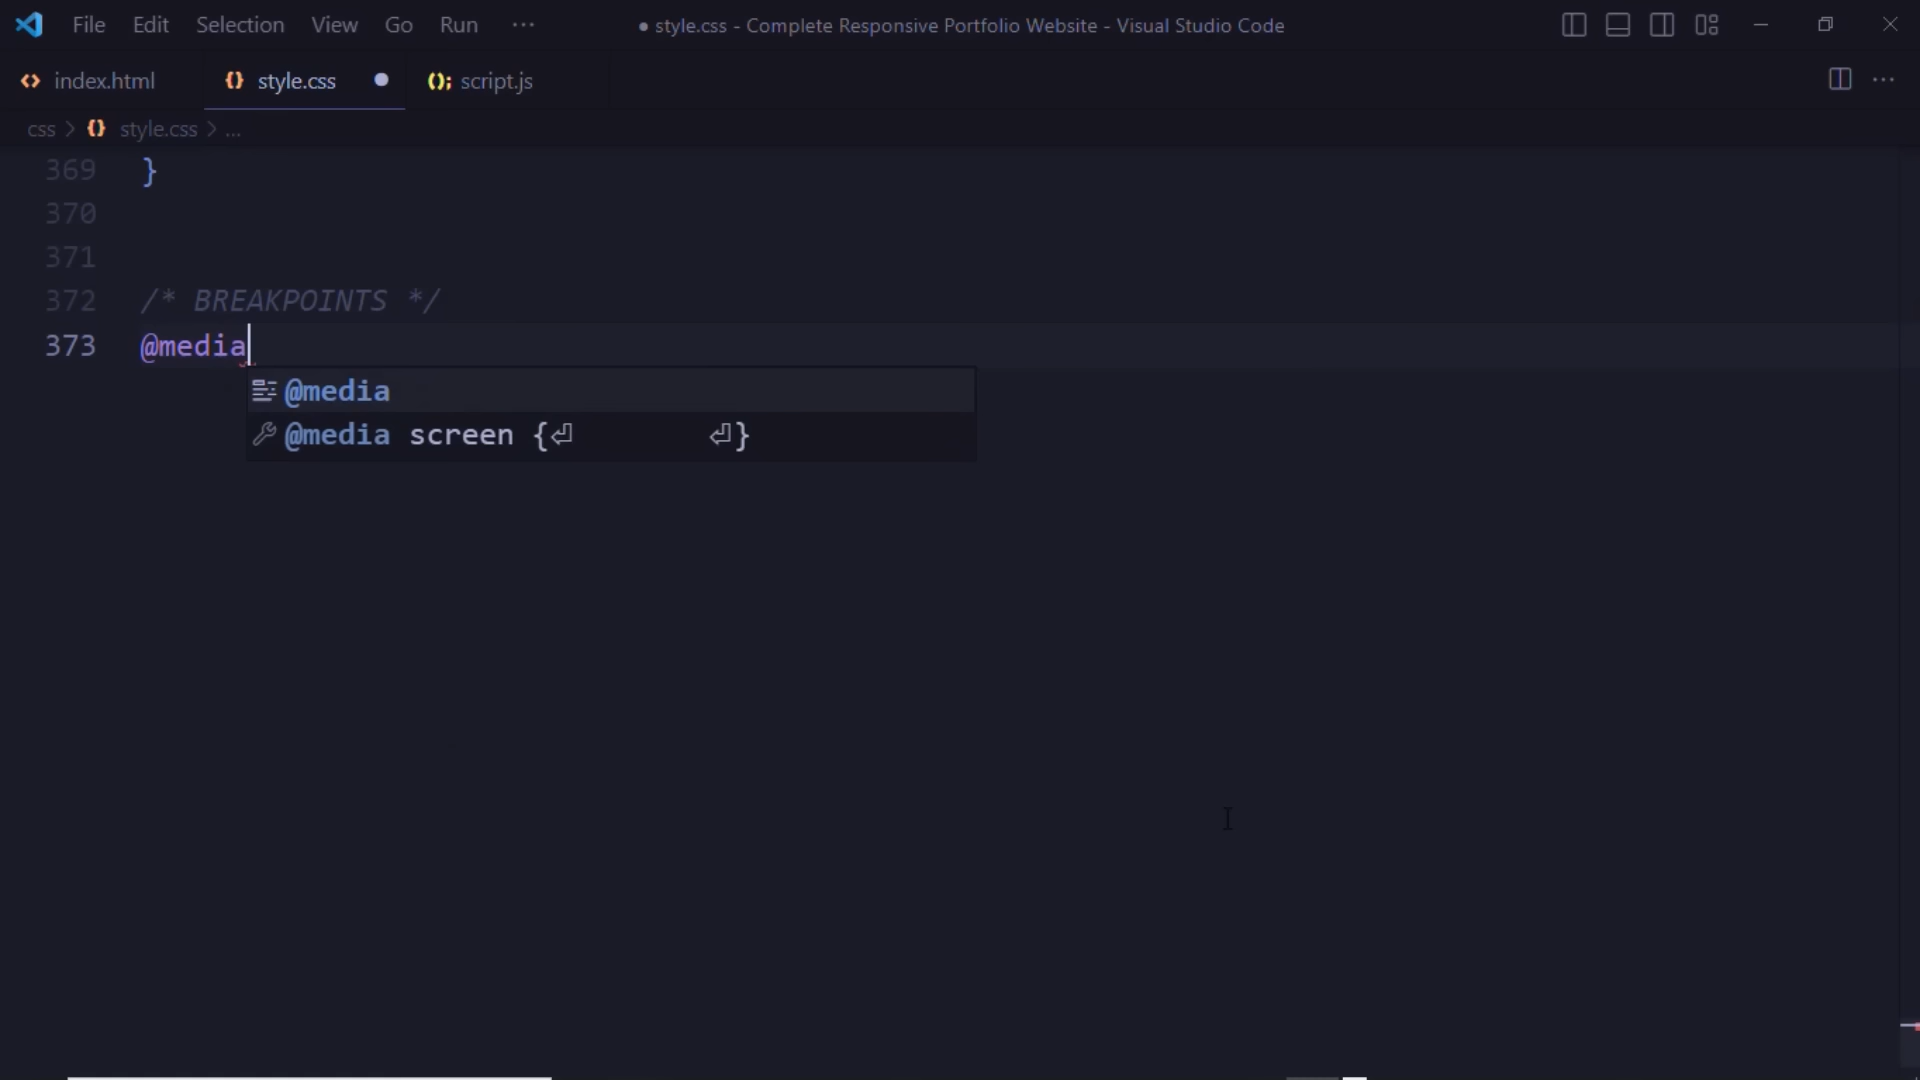 File Edit Selection View Go Run ··· ● style.css - Complete Responsive Portfolio Website - Visual Studio Code
<> index.html {} style.css ● (); script.js ···
css > {} style.css > ...
369 }
370
371
372 /* BREAKPOINTS */
373 @media
@media
@media screen {⏎ ⏎}